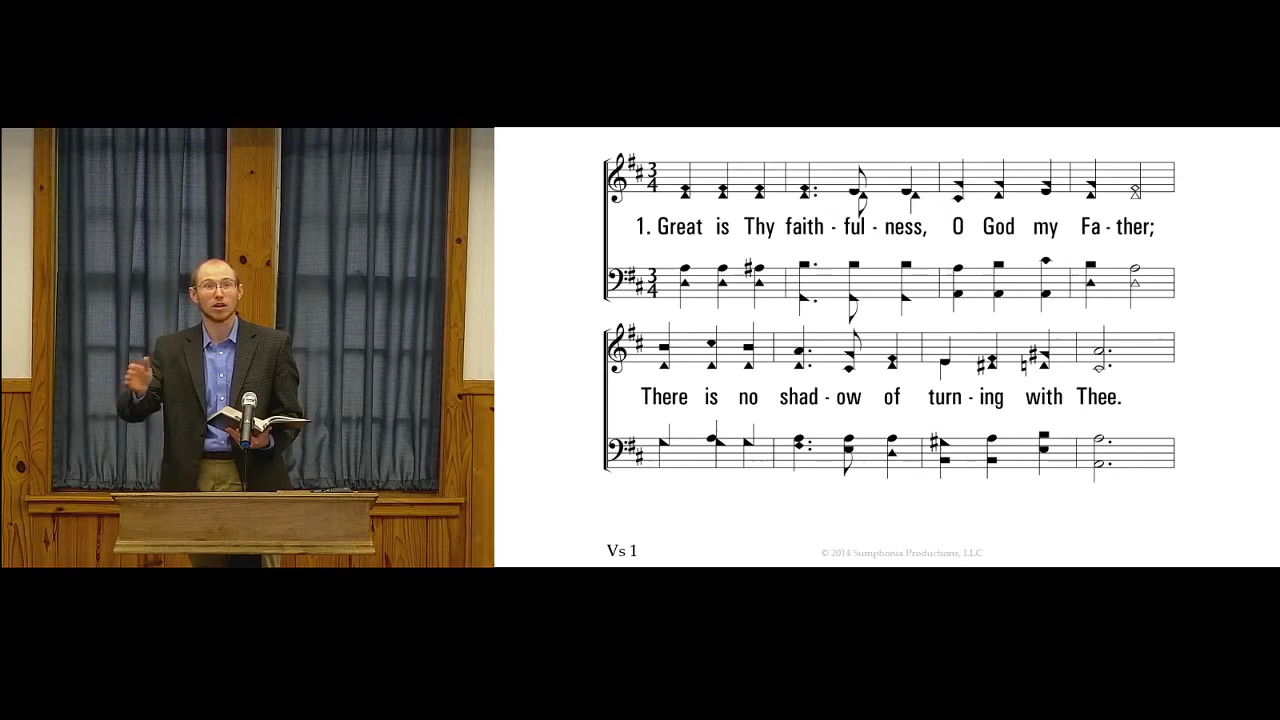 1. Great is Thy faith - ful - ness, O God my Fa - ther;
There is no shad - ow of turn - ing with Thee.
Vs 1
© 2014 Sumphonia Productions, LLC